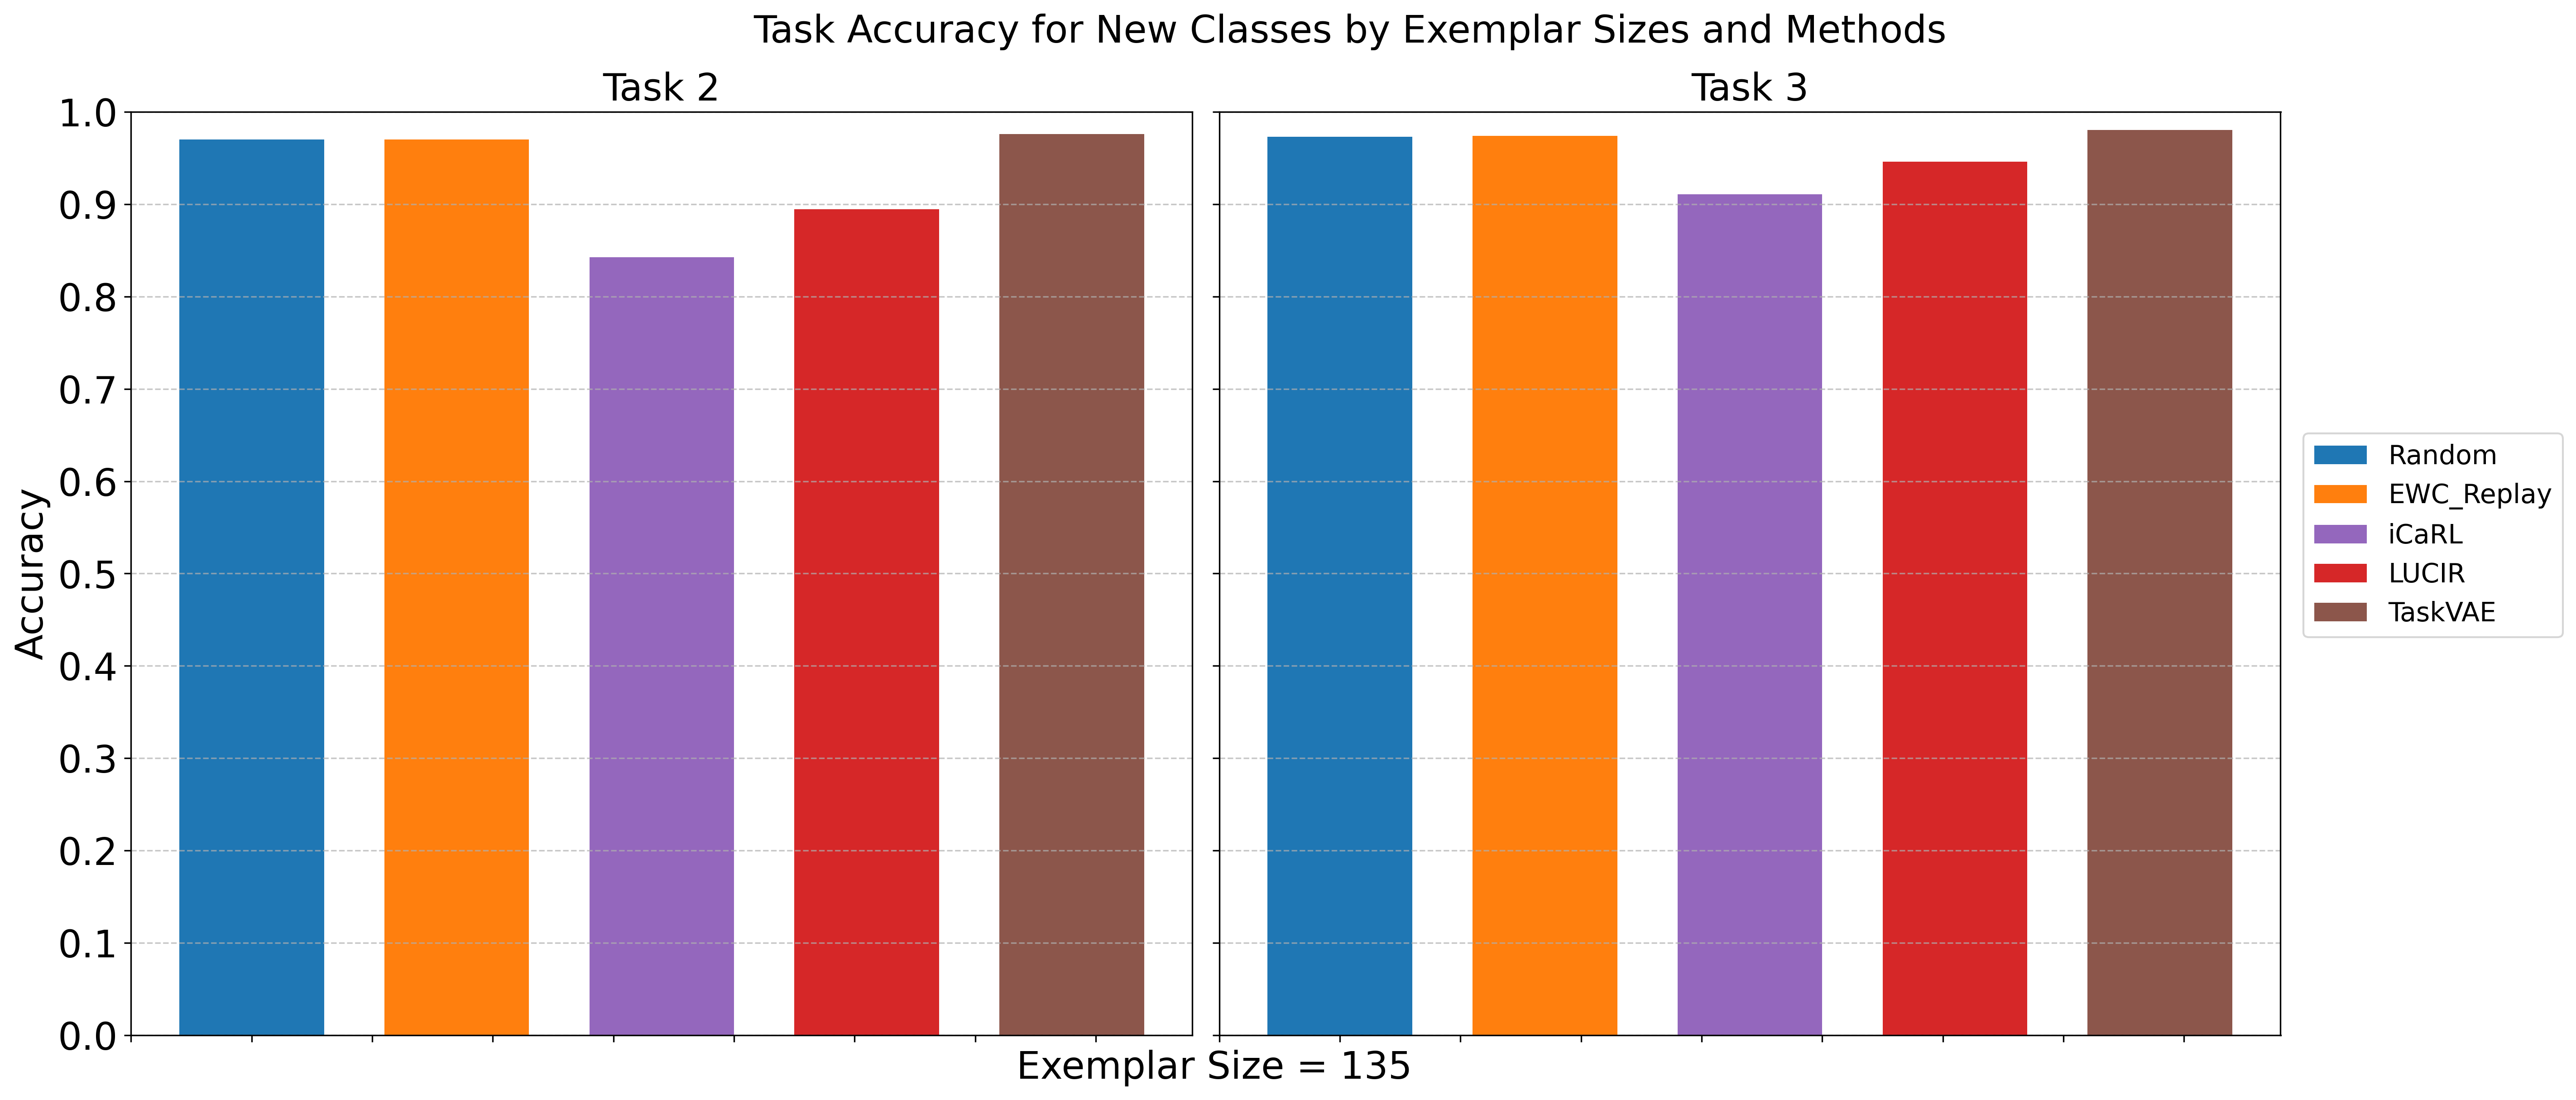 Task Accuracy for New Classes by Exemplar Sizes and Methods
Task 2
Task 3
1.0
0.9
0.8
0.7
0.6
0.5
0.4
0.3
0.2
0.1
0.0
Accuracy
Exemplar Size = 135
Random
EWC_Replay
iCaRL
LUCIR
TaskVAE